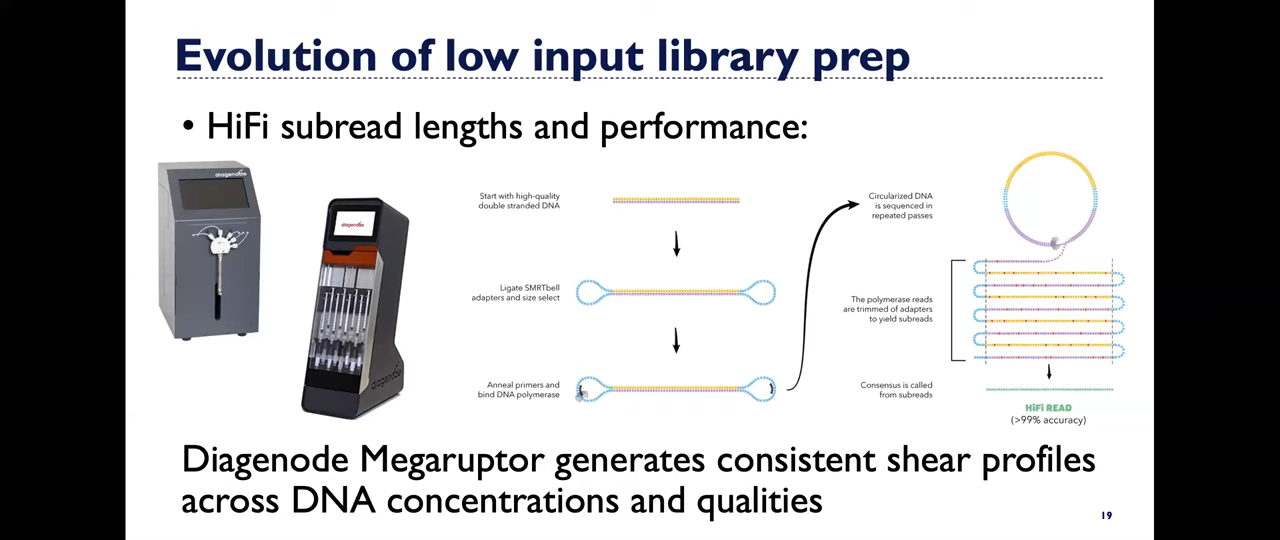 Evolution of low input library prep
• HiFi subread lengths and performance:
diagenode
diagenode
diagenode
Start with high-quality
double stranded DNA
Ligate SMRTbell
adapters and size select
Anneal primers and
bind DNA polymerase
Circularized DNA
is sequenced in
repeated passes
The polymerase reads
are trimmed of adapters
to yield subreads
Consensus is called
from subreads
HiFi READ
(>99% accuracy)
Diagenode Megaruptor generates consistent shear profiles
across DNA concentrations and qualities
19